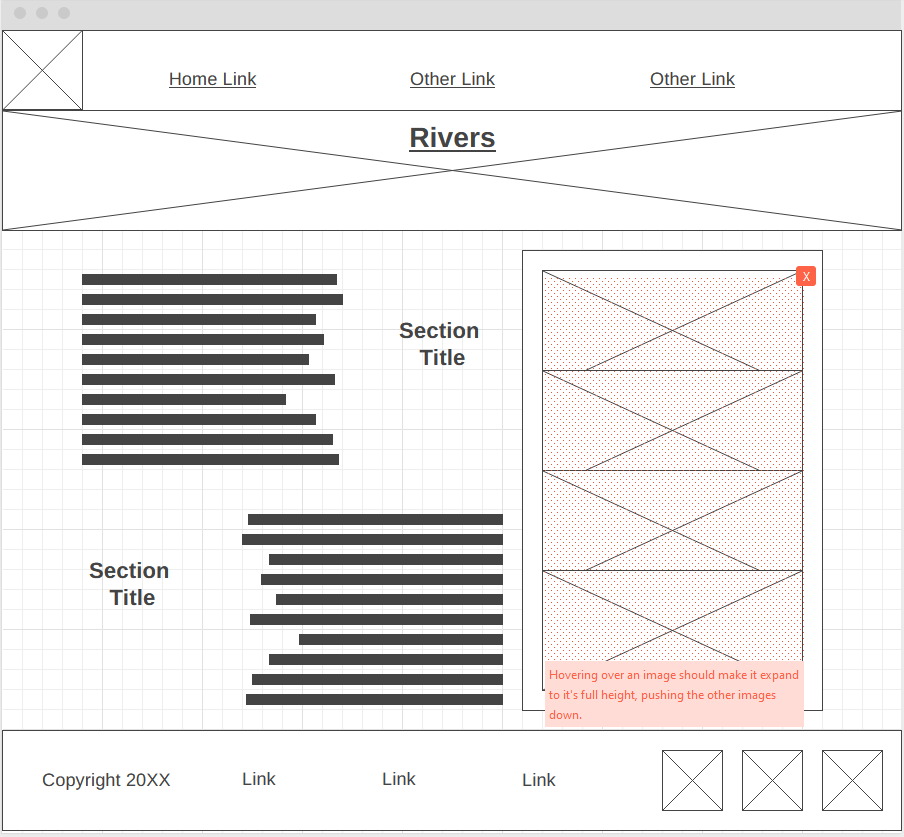 Home Link
Other Link
Other Link
Rivers
X
Section
Title
Section
Title
Hovering over an image should make it expand
to it's full height, pushing the other images
down.
Copyright 20XX
Link
Link
Link